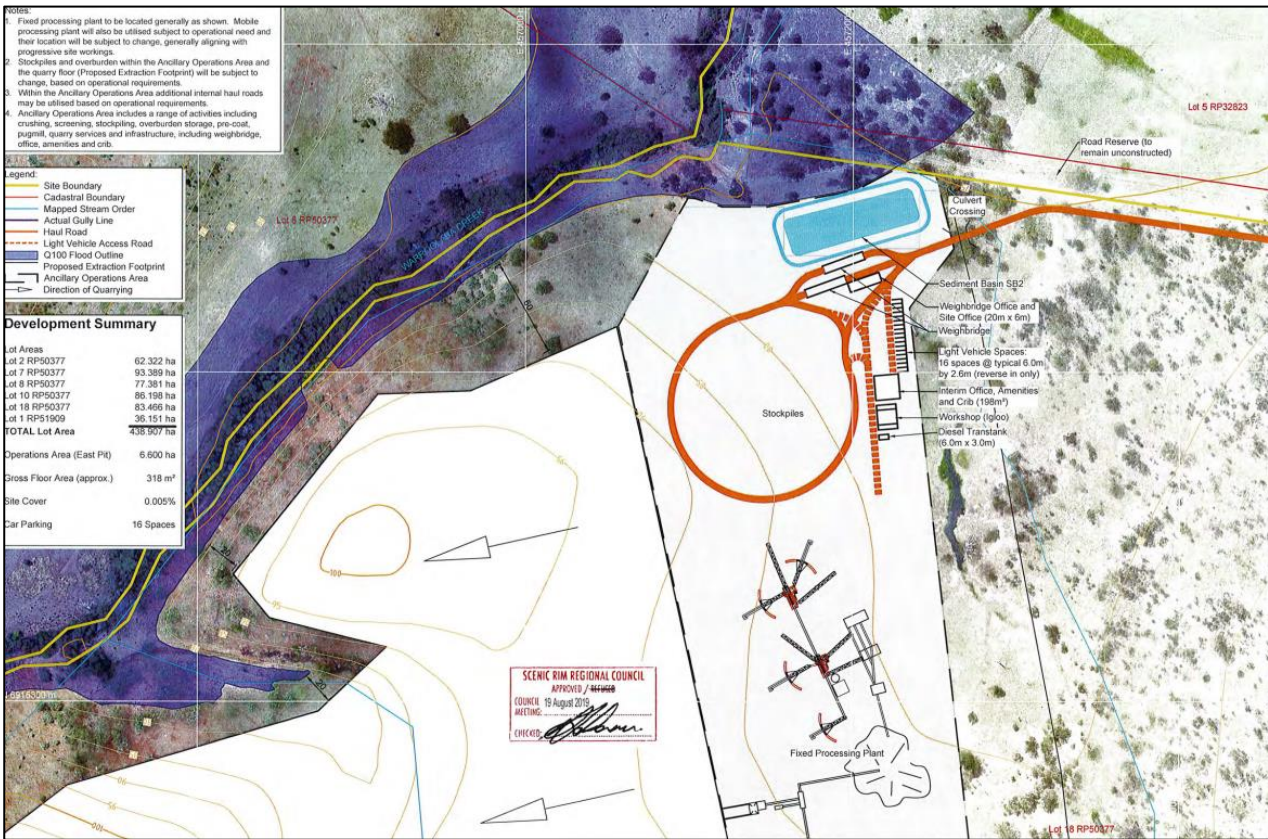 Notes:
1. Fixed processing plant to be located generally as shown. Mobile
processing plant will also be utilised subject to operational need and
their location will be subject to change, generally aligning with
progressive site workings.
2. Stockpiles and overburden within the Ancillary Operations Area and
the quarry floor (Proposed Extraction Footprint) will be subject to
change, based on operational requirements.
3. Within the Ancillary Operations Area additional internal haul roads
may be utilised based on operational requirements.
4. Ancillary Operations Area includes a range of activities including
crushing, screening, stockpiling, overburden storage, pre-coat,
pugmill, quarry services and infrastructure, including weighbridge,
office, amenities and crib.
Legend:
Site Boundary
Cadastral Boundary
Mapped Stream Order
Actual Gully Line
Haul Road
Light Vehicle Access Road
Q100 Flood Outline
Proposed Extraction Footprint
Ancillary Operations Area
Direction of Quarrying
Development Summary
Lot Areas
Lot 2 RP50377 62.322 ha
Lot 7 RP50377 93.389 ha
Lot 8 RP50377 77.381 ha
Lot 10 RP50377 86.198 ha
Lot 18 RP50377 83.466 ha
Lot 1 RP51909 36.151 ha
TOTAL Lot Area 438.907 ha
Operations Area (East Pit) 6.600 ha
Gross Floor Area (approx.) 318 m²
Site Cover 0.005%
Car Parking 16 Spaces
Lot 5 RP32823
Road Reserve (to
remain unconstructed)
Culvert
Crossing
Sediment Basin SB2
Weighbridge Office and
Site Office (20m x 6m)
Weighbridge
Light Vehicle Spaces:
16 spaces @ typical 6.0m
by 2.6m (reverse in only)
Interim Office, Amenities
and Crib (198m²)
Workshop (Igloo)
Diesel Transtank
(6.0m x 3.0m)
Stockpiles
100
SCENIC RIM REGIONAL COUNCIL
APPROVED / REFUSED
COUNCIL 19 August 2019
MEETING:
CHECKED:
Fixed Processing Plant
90
95
100
Lot 18 RP50377